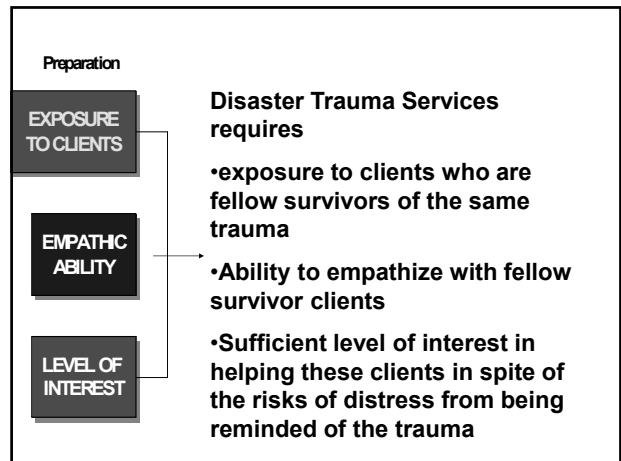 Preparation
EXPOSURE
TO CLIENTS
EMPATHIC
ABILITY
LEVEL OF
INTEREST
Disaster Trauma Services
requires
•exposure to clients who are
fellow survivors of the same
trauma
•Ability to empathize with fellow
survivor clients
•Sufficient level of interest in
helping these clients in spite of
the risks of distress from being
reminded of the trauma